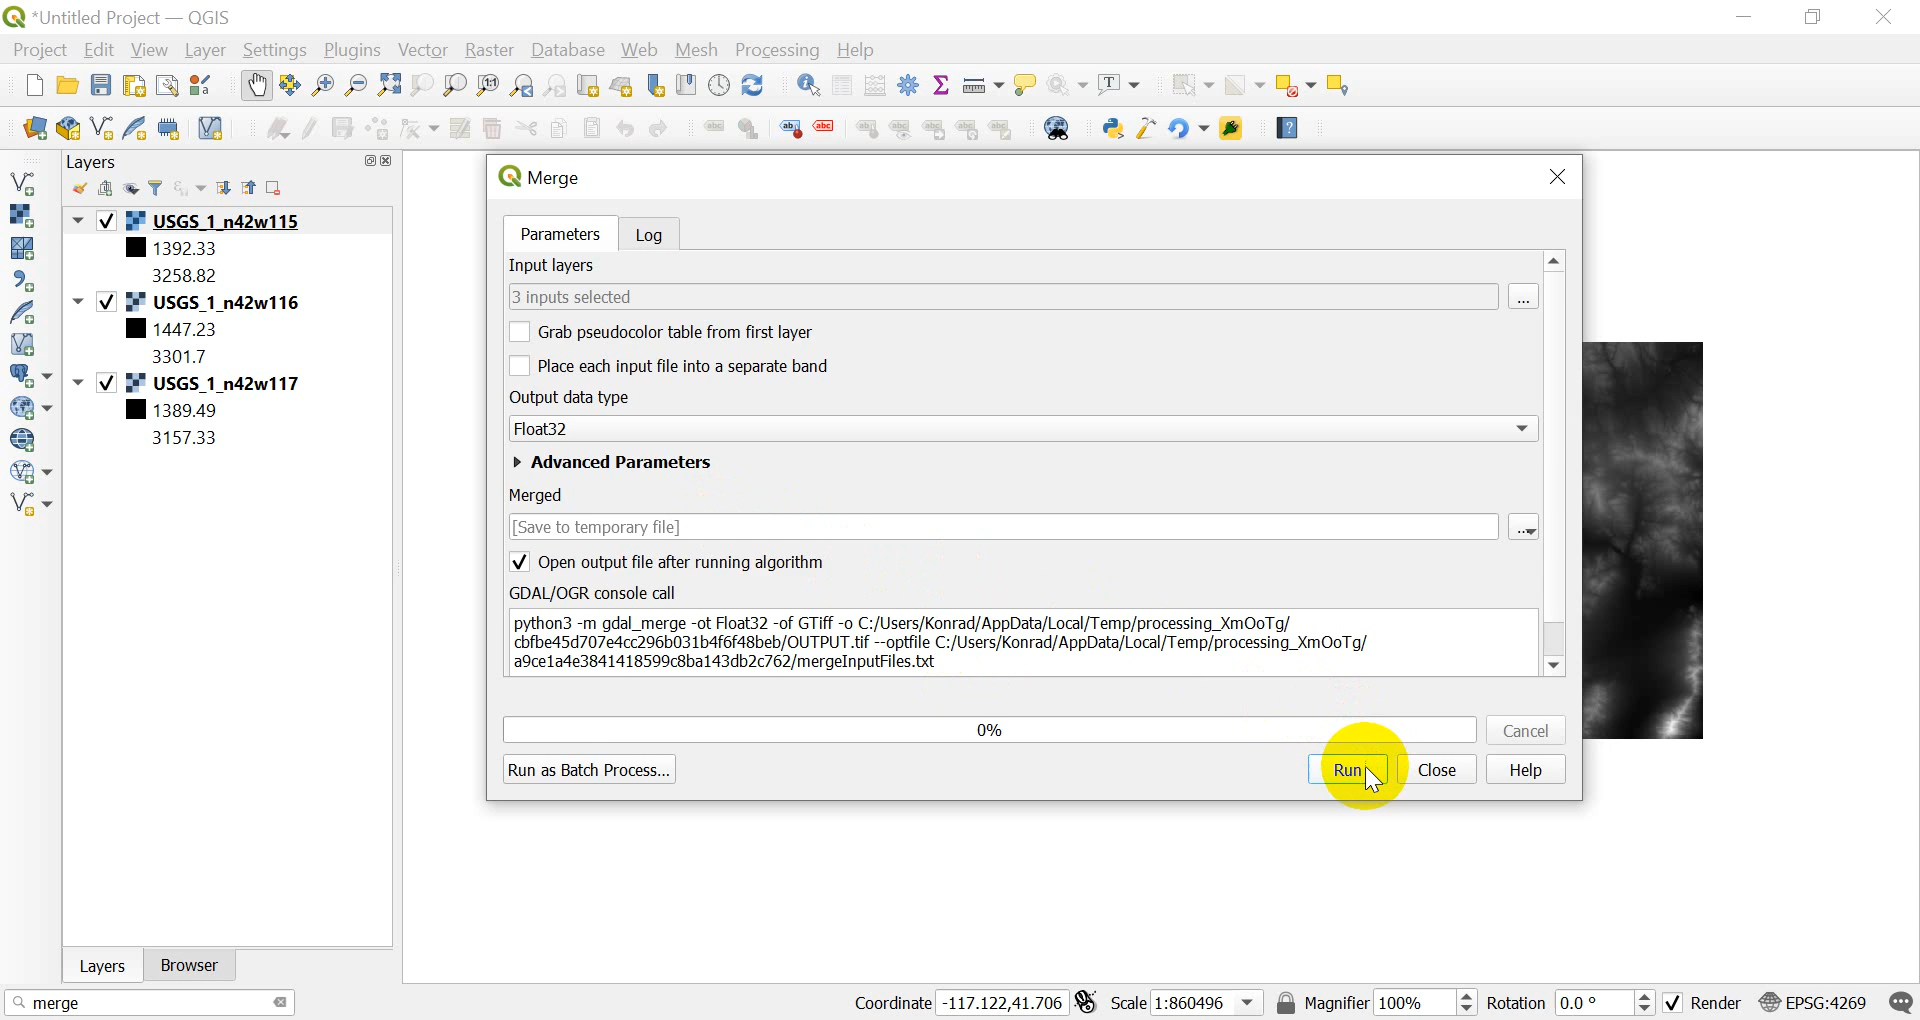 *Untitled Project — QGIS
Project Edit View Layer Settings Plugins Vector Raster Database Web Mesh Processing Help
Layers
USGS_1_n42w115
1392.33
3258.82
USGS_1_n42w116
1447.23
3301.7
USGS_1_n42w117
1389.49
3157.33
Layers Browser
Merge
Parameters Log
Input layers
3 inputs selected
...
Grab pseudocolor table from first layer
Place each input file into a separate band
Output data type
Float32
Advanced Parameters
Merged
[Save to temporary file]
...
Open output file after running algorithm
GDAL/OGR console call
python3 -m gdal_merge -ot Float32 -of GTiff -o C:/Users/Konrad/AppData/Local/Temp/processing_XmOoTg/
cbfbe45d707e4cc296b031b4f6f48beb/OUTPUT.tif --optfile C:/Users/Konrad/AppData/Local/Temp/processing_XmOoTg/
a9ce1a4e3841418599c8ba143db2c762/mergeInputFiles.txt
0%
Cancel
Run as Batch Process...
Run Close Help
merge
Coordinate -117.122,41.706 Scale 1:860496 Magnifier 100% Rotation 0.0 ° Render EPSG:4269